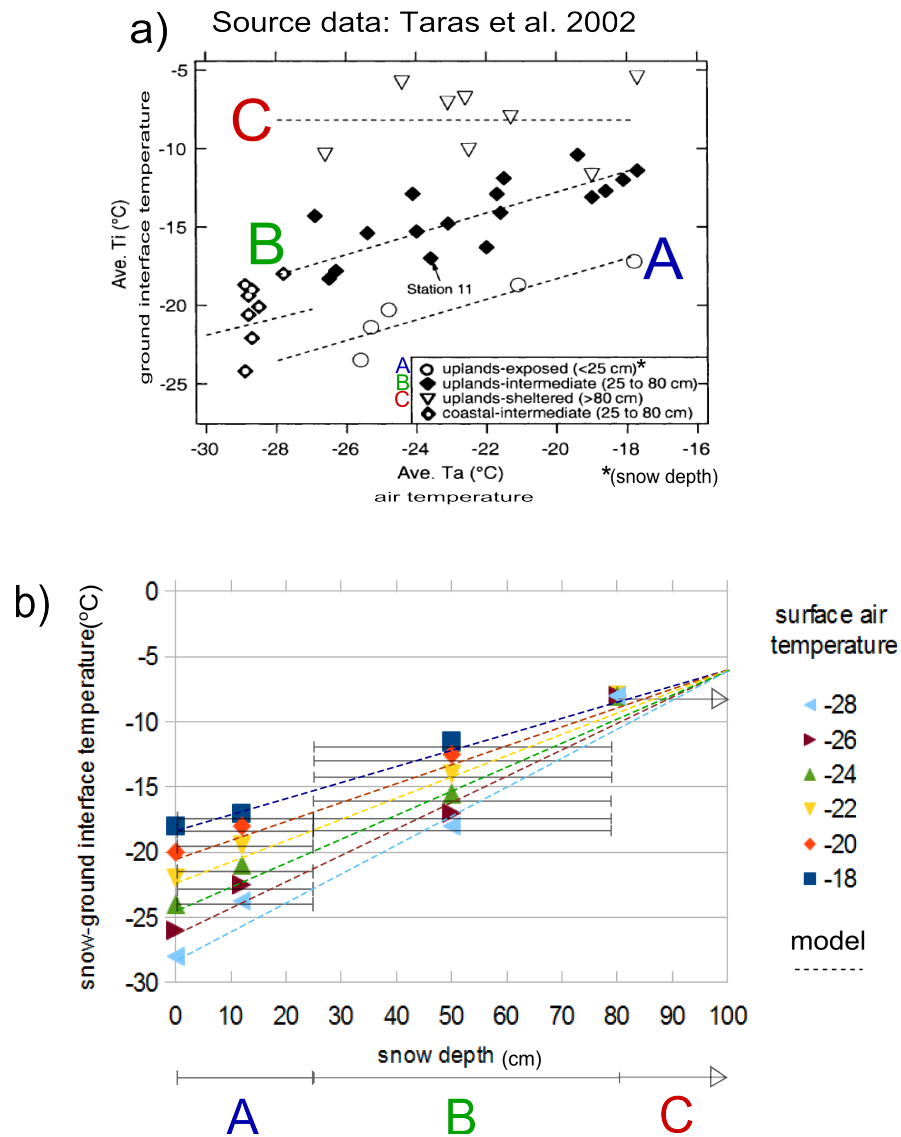 a) Source data: Taras et al. 2002
-5
-10
-15
-20
-25
Ave. Ti (°C)
ground interface temperature
C
B
A
Station 11
A uplands-exposed (<25 cm)*
B uplands-intermediate (25 to 80 cm)
C uplands-sheltered (>80 cm)
coastal-intermediate (25 to 80 cm)
-30 -28 -26 -24 -22 -20 -18 -16
Ave. Ta (°C)
air temperature
*(snow depth)
b)
0
-5
-10
-15
-20
-25
-30
snow-ground interface temperature(°C)
surface air
temperature
-28
-26
-24
-22
-20
-18
model
0 10 20 30 40 50 60 70 80 90 100
snow depth (cm)
A B C